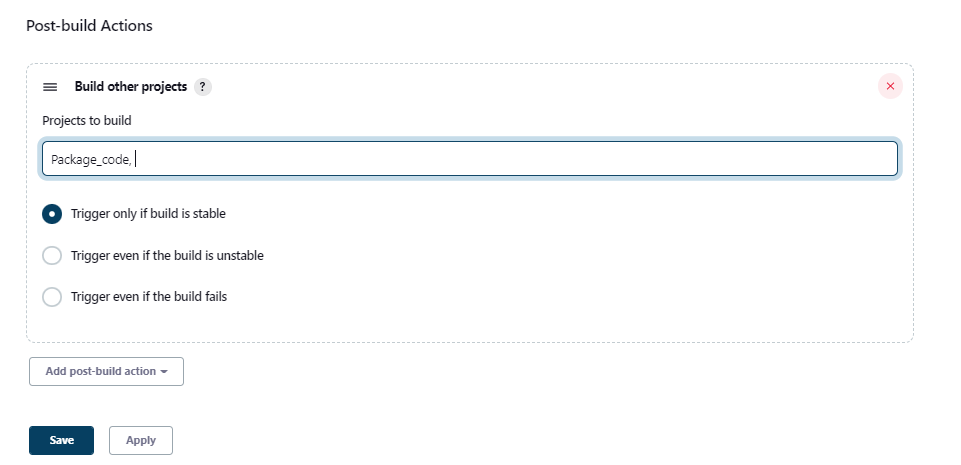 Post-build Actions
Build other projects ?
Projects to build
Package_code,
Trigger only if build is stable
Trigger even if the build is unstable
Trigger even if the build fails
Add post-build action
Save Apply